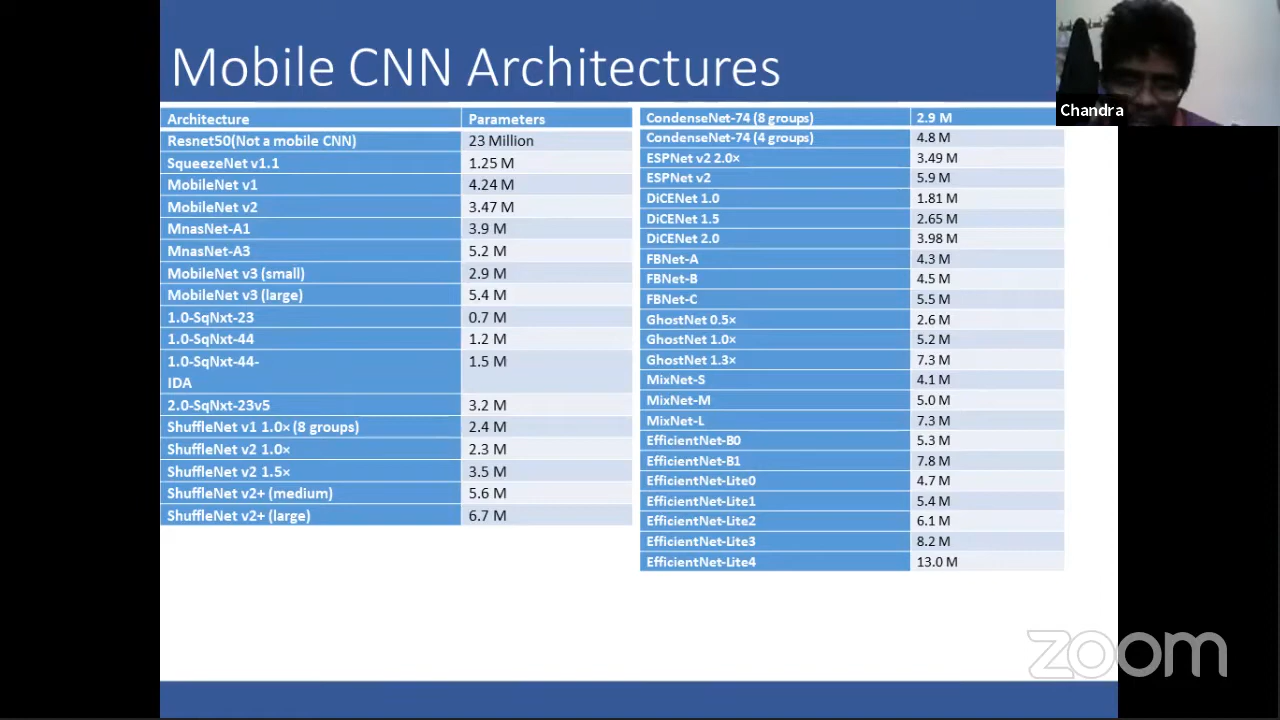 Mobile CNN Architectures
Chandra
Architecture Parameters
Resnet50(Not a mobile CNN) 23 Million
SqueezeNet v1.1 1.25 M
MobileNet v1 4.24 M
MobileNet v2 3.47 M
MnasNet-A1 3.9 M
MnasNet-A3 5.2 M
MobileNet v3 (small) 2.9 M
MobileNet v3 (large) 5.4 M
1.0-SqNxt-23 0.7 M
1.0-SqNxt-44 1.2 M
1.0-SqNxt-44- 1.5 M
IDA
2.0-SqNxt-23v5 3.2 M
ShuffleNet v1 1.0× (8 groups) 2.4 M
ShuffleNet v2 1.0× 2.3 M
ShuffleNet v2 1.5× 3.5 M
ShuffleNet v2+ (medium) 5.6 M
ShuffleNet v2+ (large) 6.7 M
CondenseNet-74 (8 groups) 2.9 M
CondenseNet-74 (4 groups) 4.8 M
ESPNet v2 2.0× 3.49 M
ESPNet v2 5.9 M
DiCENet 1.0 1.81 M
DiCENet 1.5 2.65 M
DiCENet 2.0 3.98 M
FBNet-A 4.3 M
FBNet-B 4.5 M
FBNet-C 5.5 M
GhostNet 0.5× 2.6 M
GhostNet 1.0× 5.2 M
GhostNet 1.3× 7.3 M
MixNet-S 4.1 M
MixNet-M 5.0 M
MixNet-L 7.3 M
EfficientNet-B0 5.3 M
EfficientNet-B1 7.8 M
EfficientNet-Lite0 4.7 M
EfficientNet-Lite1 5.4 M
EfficientNet-Lite2 6.1 M
EfficientNet-Lite3 8.2 M
EfficientNet-Lite4 13.0 M
zoom